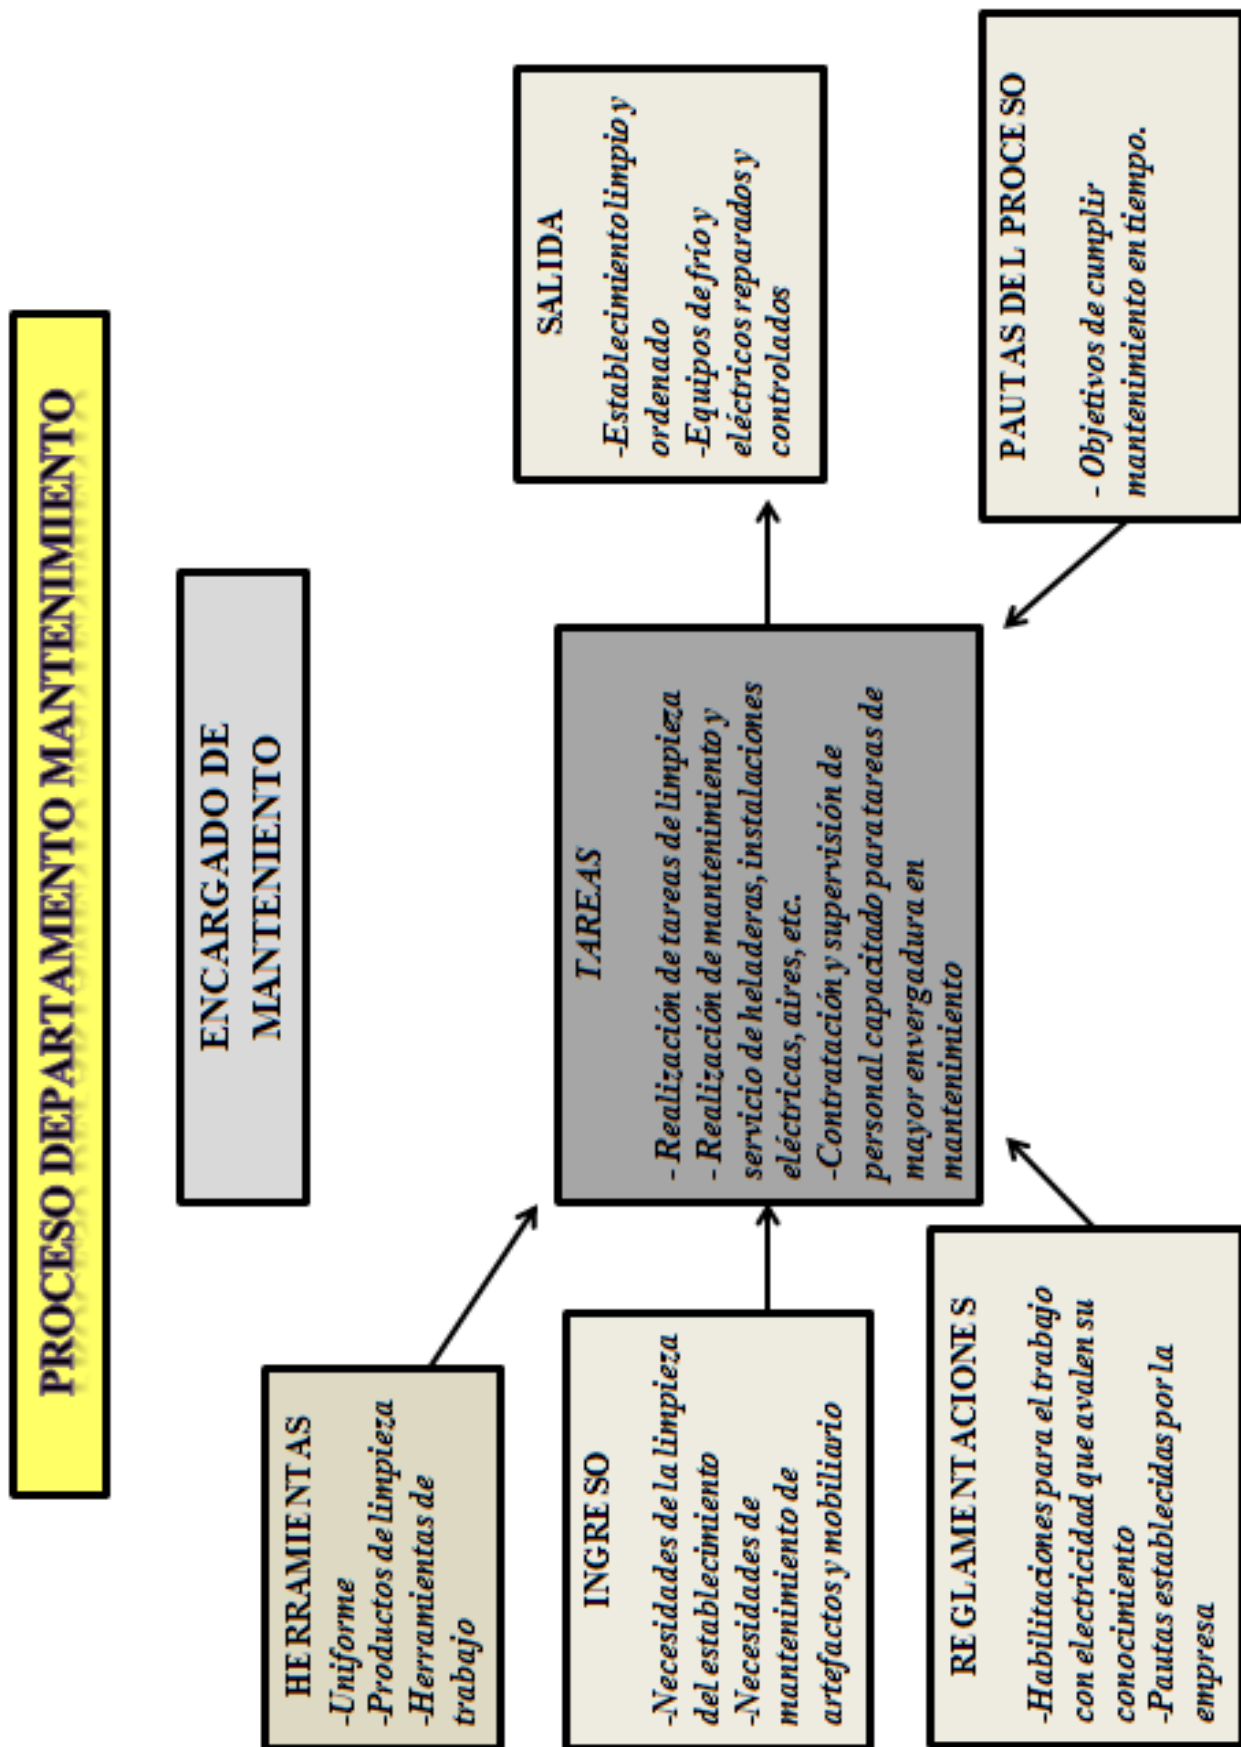 PROCESO DEPARTAMENTO MANTENIMIENTO
ENCARGADO DE
MANTENIENTO
HERRAMIENTAS
-Uniforme
-Productos de limpieza
-Herramientas de
trabajo
INGRESO
-Necesidades de la limpieza
del establecimiento
-Necesidades de
mantenimiento de
artefactos y mobiliario
REGLAMENTACIONES
-Habilitaciones para el trabajo
con electricidad que avalen su
conocimiento
-Pautas establecidas por la
empresa
TAREAS
- Realización de tareas de limpieza
- Realización de mantenimiento y
servicio de heladeras, instalaciones
eléctricas, aires, etc.
-Contratación y supervisión de
personal capacitado para tareas de
mayor envergadura en
mantenimiento
SALIDA
-Establecimiento limpio y
ordenado
-Equipos de frío y
eléctricos reparados y
controlados
PAUTAS DEL PROCESO
- Objetivos de cumplir
mantenimiento en tiempo.